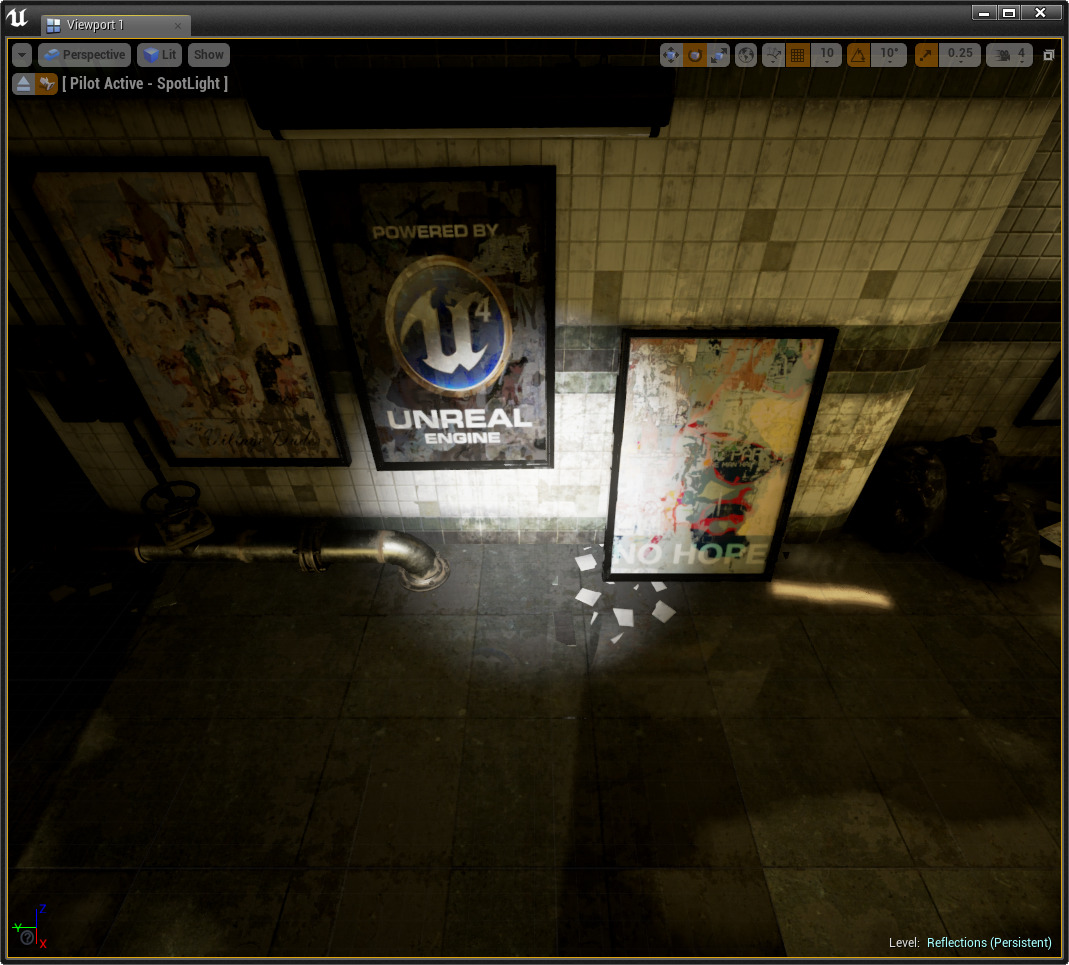 Viewport 1
Perspective
Lit
Show
10
10°
0.25
4
[ Pilot Active - SpotLight ]
POWERED BY
4
UNREAL
ENGINE
NO HOPE
Z
Y
X
Level: Reflections (Persistent)